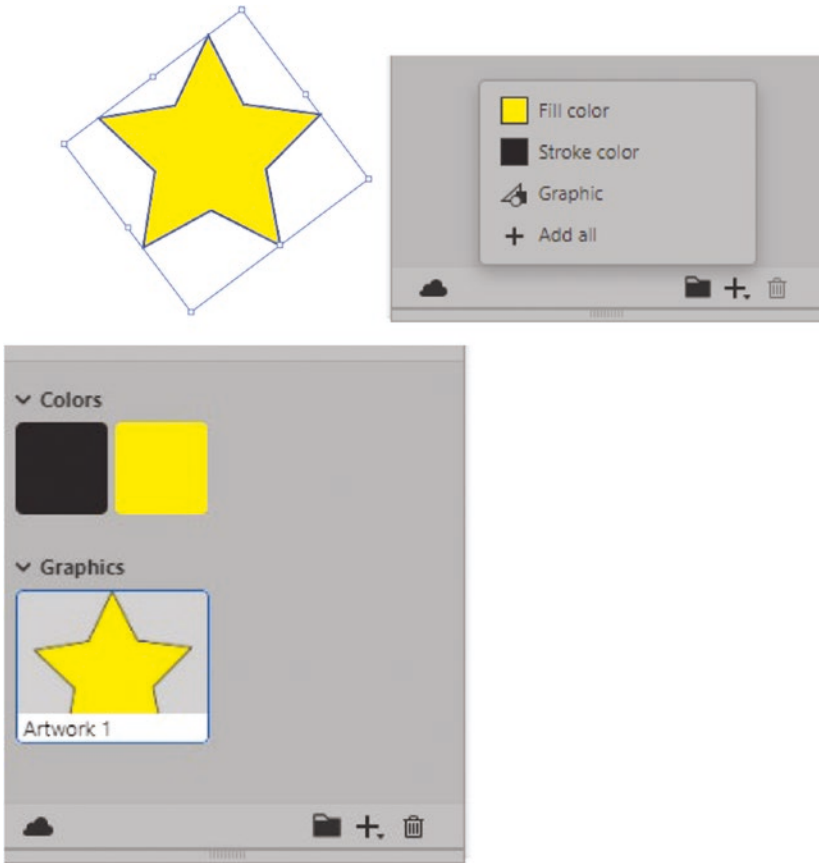 Fill color
Stroke color
Graphic
Add all
Colors
Graphics
Artwork 1